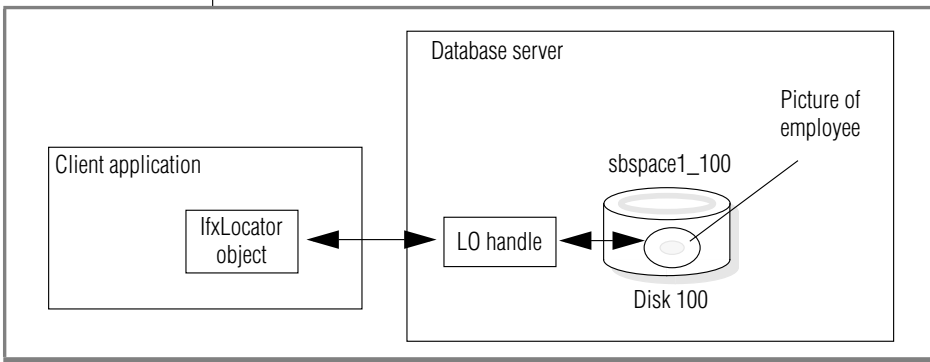 Database server
Picture of
employee
Client application
sbspace1_100
IfxLocator
object
LO handle
Disk 100